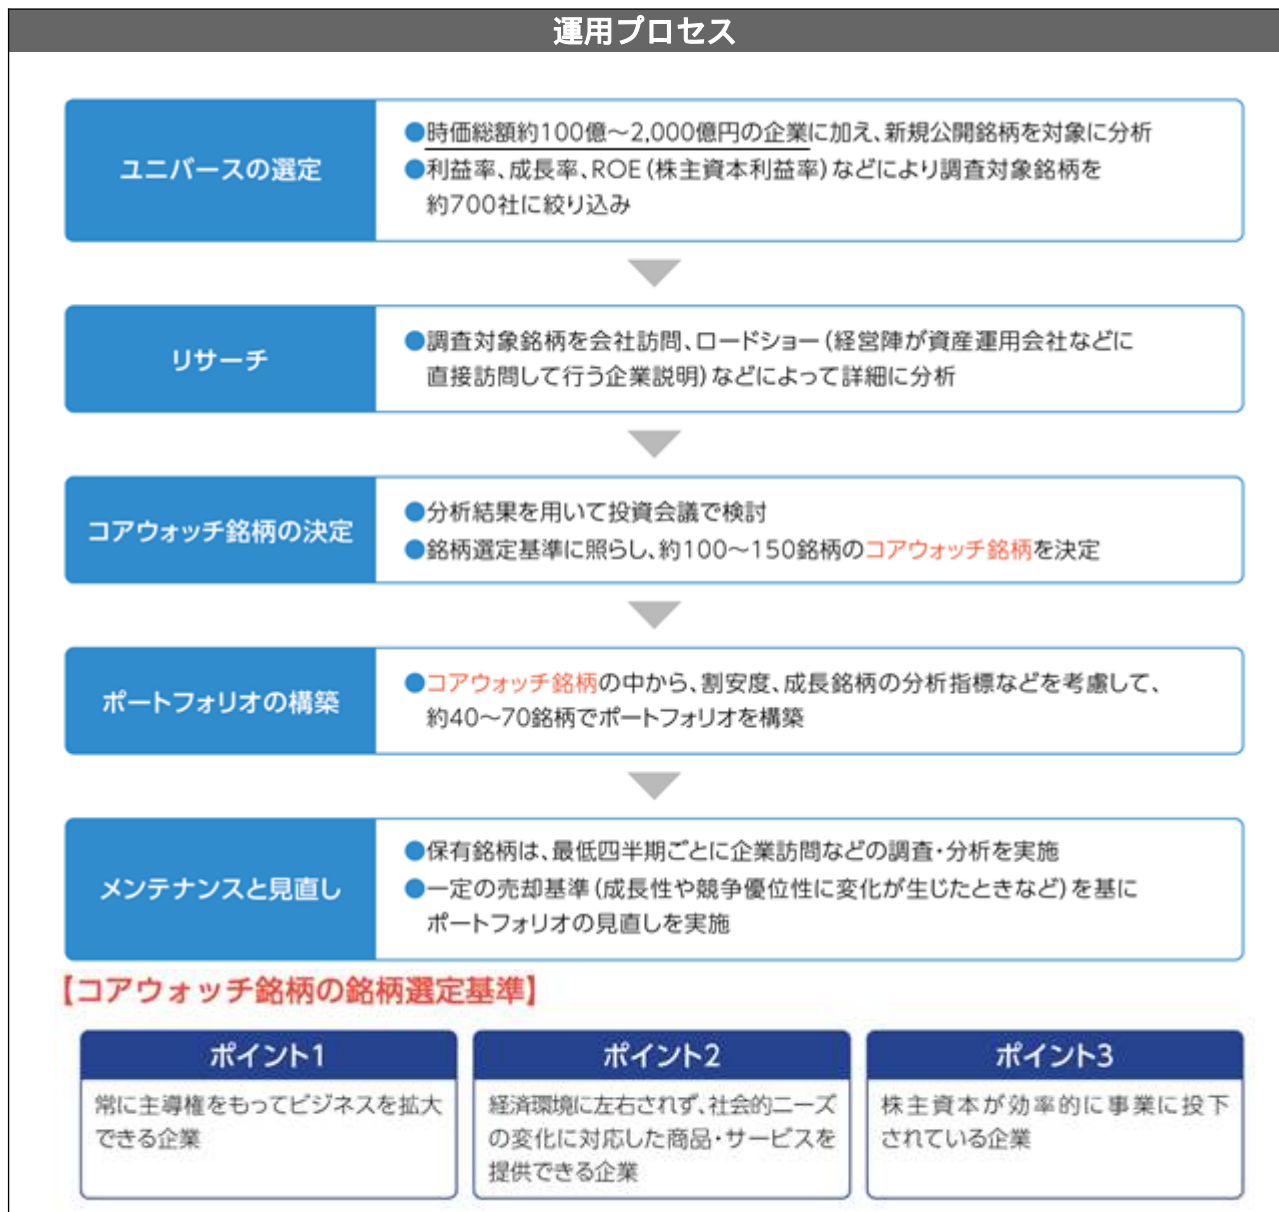 運用プロセス
ユニバースの選定
●時価総額約100億～2,000億円の企業に加え、新規公開銘柄を対象に分析
●利益率、成長率、ROE(株主資本利益率)などにより調査対象銘柄を
約700社に絞り込み
リサーチ
●調査対象銘柄を会社訪問、ロードショー(経営陣が資産運用会社などに
直接訪問して行う企業説明)などによって詳細に分析
コアウォッチ銘柄の決定
●分析結果を用いて投資会議で検討
●銘柄選定基準に照らし、約100～150銘柄のコアウォッチ銘柄を決定
ポートフォリオの構築
●コアウォッチ銘柄の中から、割安度、成長銘柄の分析指標などを考慮して、
約40～70銘柄でポートフォリオを構築
メンテナンスと見直し
●保有銘柄は、最低四半期ごとに企業訪問などの調査・分析を実施
●一定の売却基準(成長性や競争優位性に変化が生じたときなど)を基に
ポートフォリオの見直しを実施
【コアウォッチ銘柄の銘柄選定基準】
ポイント1
常に主導権をもってビジネスを拡大
できる企業
ポイント2
経済環境に左右されず、社会的ニーズ
の変化に対応した商品・サービスを
提供できる企業
ポイント3
株主資本が効率的に事業に投下
されている企業